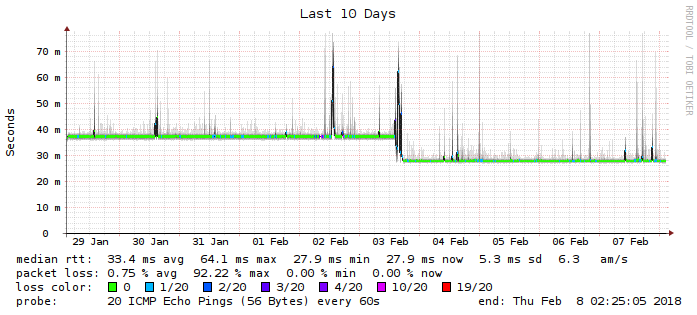 Last 10 Days
RRDTOOL / TOBI OETIKER
Seconds
70 m
60 m
50 m
40 m
30 m
20 m
10 m
0
29 Jan 30 Jan 31 Jan 01 Feb 02 Feb 03 Feb 04 Feb 05 Feb 06 Feb 07 Feb
median rtt: 33.4 ms avg 64.1 ms max 27.9 ms min 27.9 ms now 5.3 ms sd 6.3 am/s
packet loss: 0.75 % avg 92.22 % max 0.00 % min 0.00 % now
loss color: 0 1/20 2/20 3/20 4/20 10/20 19/20
probe: 20 ICMP Echo Pings (56 Bytes) every 60s end: Thu Feb 8 02:25:05 2018